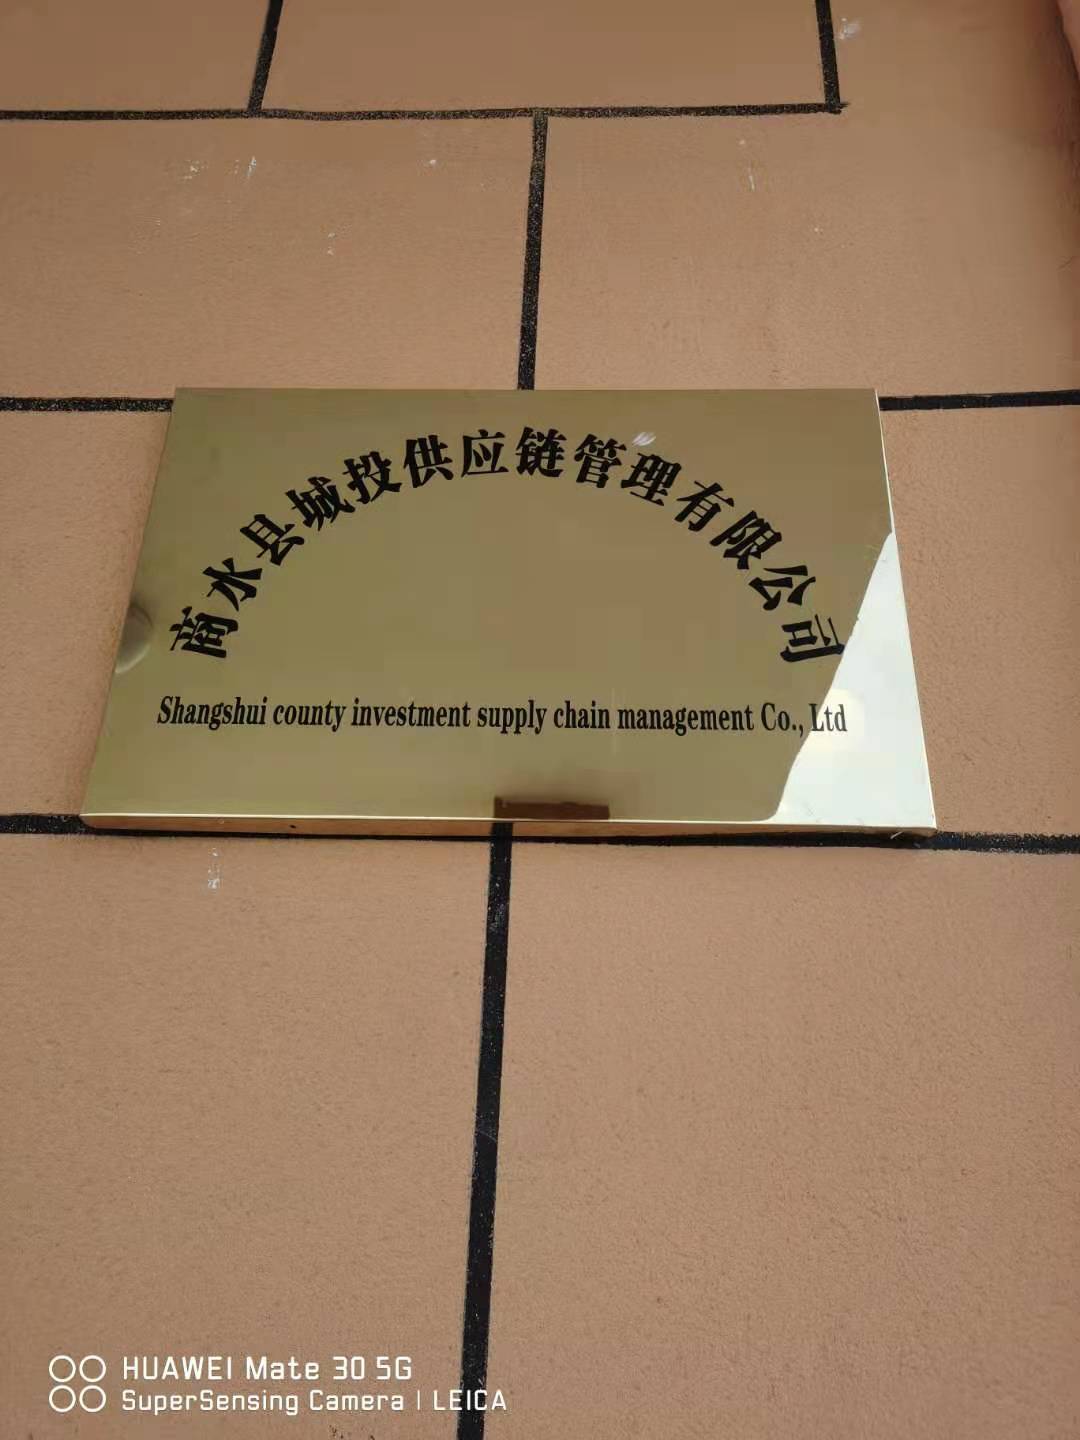 商水县城投供应链管理有限公司
Shangshui county investment supply chain management Co., Ltd
HUAWEI Mate 30 5G
SuperSensing Camera | LEICA